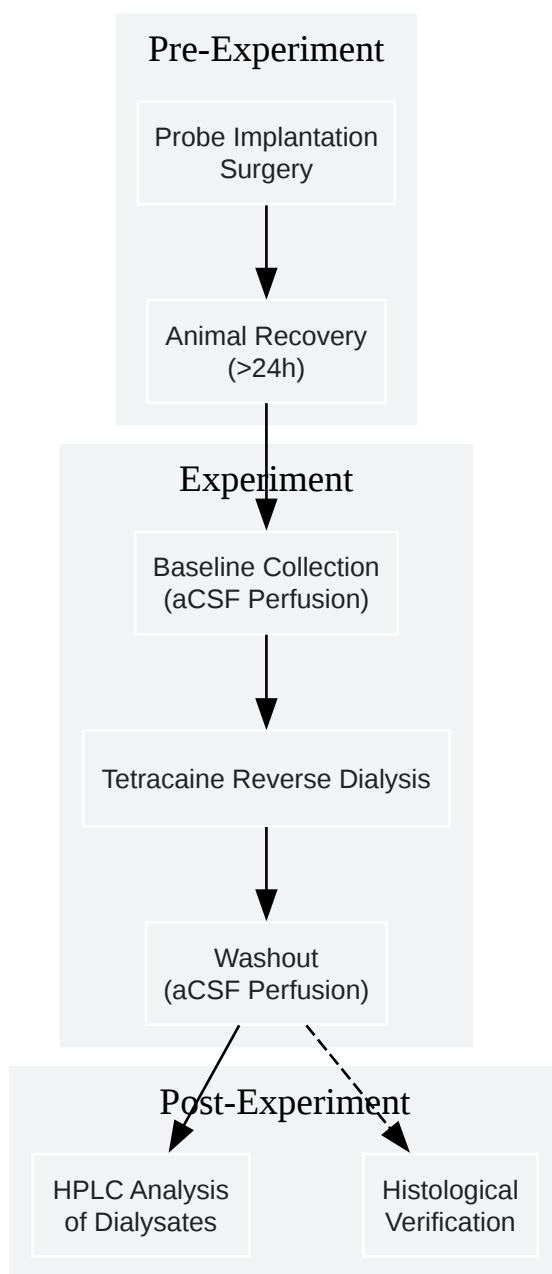 Pre-Experiment
Probe Implantation
Surgery
Animal Recovery
(>24h)
Experiment
Baseline Collection
(aCSF Perfusion)
Tetracaine Reverse Dialysis
Washout
(aCSF Perfusion)
Post-Experiment
HPLC Analysis
of Dialysates
Histological
Verification